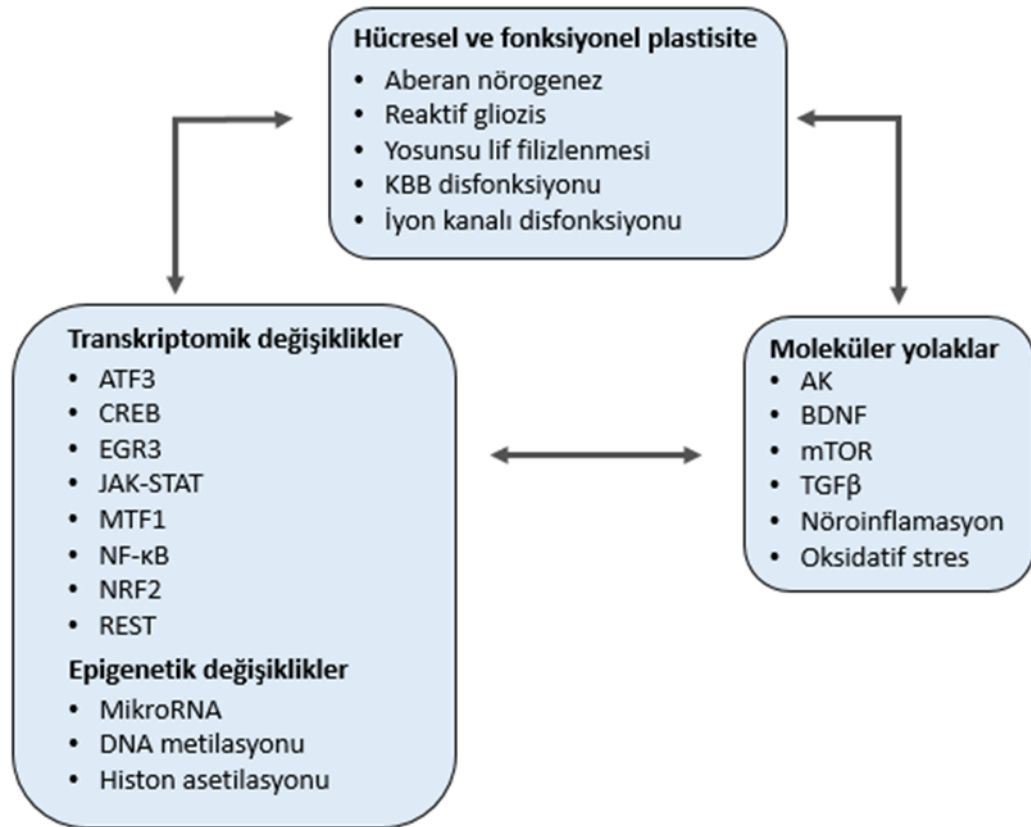 Hücresel ve fonksiyonel plastisite
• Aberan nörogenez
• Reaktif gliozis
• Yosunsu lif filizlenmesi
• KBB disfonksiyonu
• İyon kanalı disfonksiyonu
Transkriptomik değişiklikler
• ATF3
• CREB
• EGR3
• JAK-STAT
• MTF1
• NF-κB
• NRF2
• REST
Epigenetik değişiklikler
• MikroRNA
• DNA metilasyonu
• Histon asetilasyonu
Moleküler yolaklar
• AK
• BDNF
• mTOR
• TGFβ
• Nöroinflamasyon
• Oksidatif stres